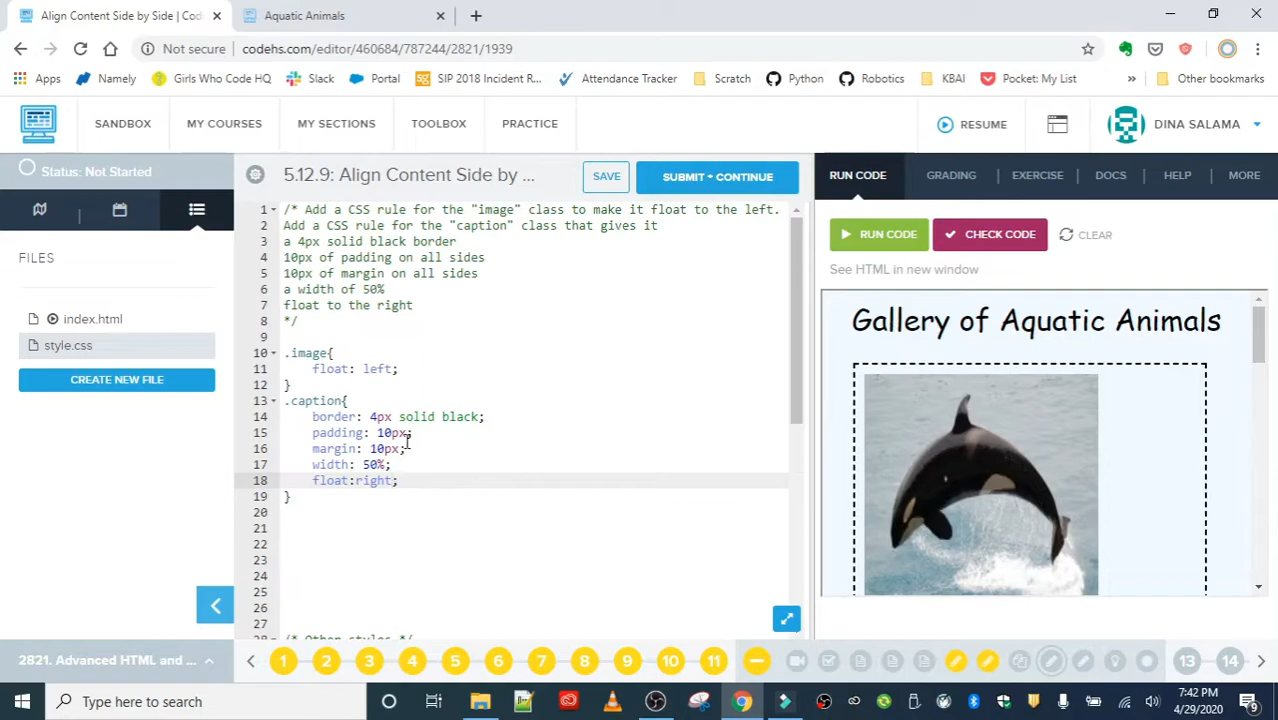 Align Content Side by Side | Cod
Aquatic Animals
Not secure codehs.com/editor/460684/787244/2821/1939
Apps Namely Girls Who Code HQ Slack Portal SIP 2018 Incident R... Attendance Tracker Scratch Python Robotics KBAI Pocket: My List » Other bookmarks
SANDBOX MY COURSES MY SECTIONS TOOLBOX PRACTICE RESUME DINA SALAMA
Status: Not Started
5.12.9: Align Content Side by ...
SAVE
SUBMIT + CONTINUE
RUN CODE GRADING EXERCISE DOCS HELP MORE
FILES
index.html
style.css
CREATE NEW FILE
1 /* Add a CSS rule for the "image" class to make it float to the left.
2 Add a CSS rule for the "caption" class that gives it
3 a 4px solid black border
4 10px of padding on all sides
5 10px of margin on all sides
6 a width of 50%
7 float to the right
8 */
9
10 .image{
11 float: left;
12 }
13 .caption{
14 border: 4px solid black;
15 padding: 10px;
16 margin: 10px;
17 width: 50%;
18 float:right;
19 }
20
21
22
23
24
25
26
27
28 /* Other styles */
RUN CODE CHECK CODE CLEAR
See HTML in new window
Gallery of Aquatic Animals
2821. Advanced HTML and ...
1 2 3 4 5 6 7 8 9 10 11 13 14
Type here to search
7:42 PM
4/29/2020
9